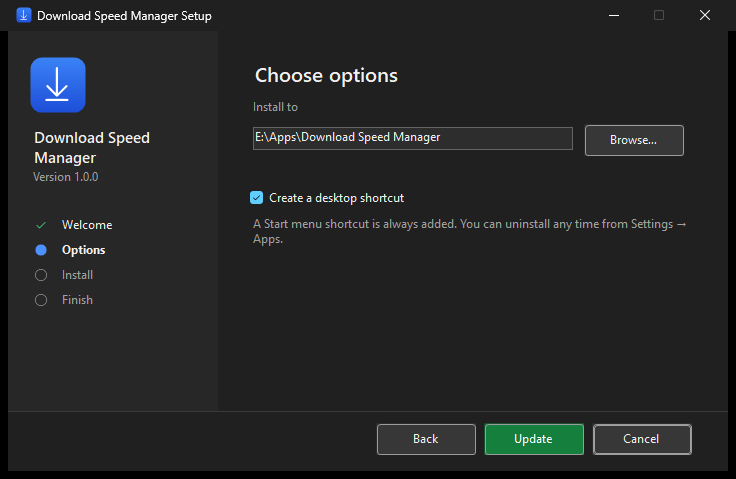 Download Speed Manager Setup
Download Speed
Manager
Version 1.0.0
Welcome
Options
Install
Finish
Choose options
Install to
E:\Apps\Download Speed Manager
Browse...
Create a desktop shortcut
A Start menu shortcut is always added. You can uninstall any time from Settings →
Apps.
Back
Update
Cancel